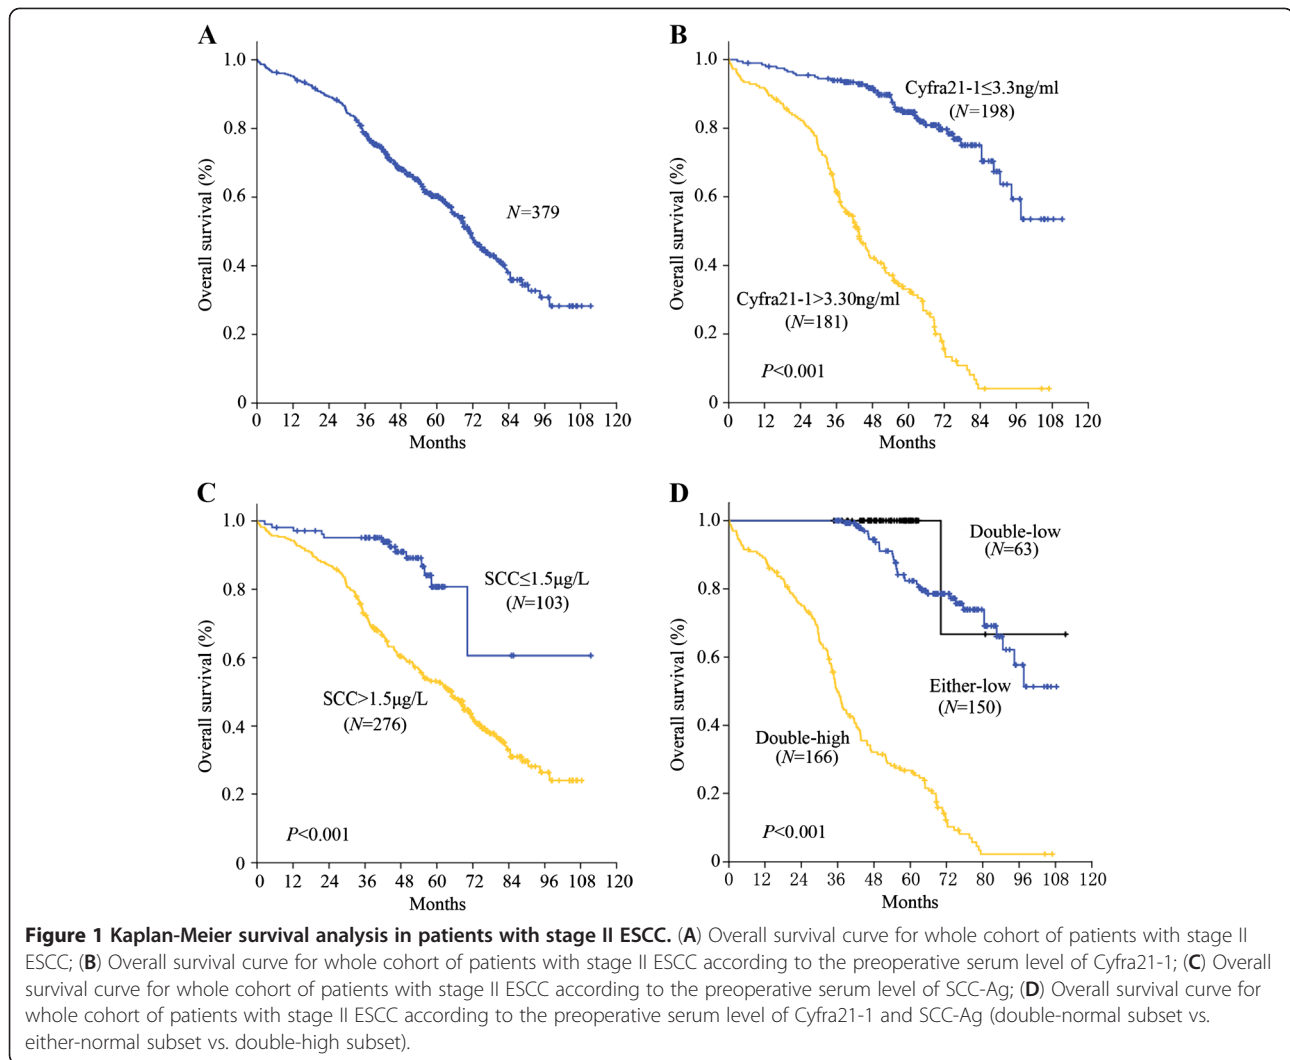 A
1.0
0.8
0.6
0.4
0.2
0
Overall survival (%)
N=379
0 12 24 36 48 60 72 84 96 108 120
Months
B
1.0
0.8
0.6
0.4
0.2
0
Overall survival (%)
Cyfra21-1≤3.3ng/ml
(N=198)
Cyfra21-1>3.30ng/ml
(N=181)
P<0.001
0 12 24 36 48 60 72 84 96 108 120
Months
C
1.0
0.8
0.6
0.4
0.2
0
Overall survival (%)
SCC≤1.5µg/L
(N=103)
SCC>1.5µg/L
(N=276)
P<0.001
0 12 24 36 48 60 72 84 96 108 120
Months
D
1.0
0.8
0.6
0.4
0.2
0
Overall survival (%)
Double-low
(N=63)
Either-low
(N=150)
Double-high
(N=166)
P<0.001
0 12 24 36 48 60 72 84 96 108 120
Months
Figure 1 Kaplan-Meier survival analysis in patients with stage II ESCC. (A) Overall survival curve for whole cohort of patients with stage II
ESCC; (B) Overall survival curve for whole cohort of patients with stage II ESCC according to the preoperative serum level of Cyfra21-1; (C) Overall
survival curve for whole cohort of patients with stage II ESCC according to the preoperative serum level of SCC-Ag; (D) Overall survival curve for
whole cohort of patients with stage II ESCC according to the preoperative serum level of Cyfra21-1 and SCC-Ag (double-normal subset vs.
either-normal subset vs. double-high subset).